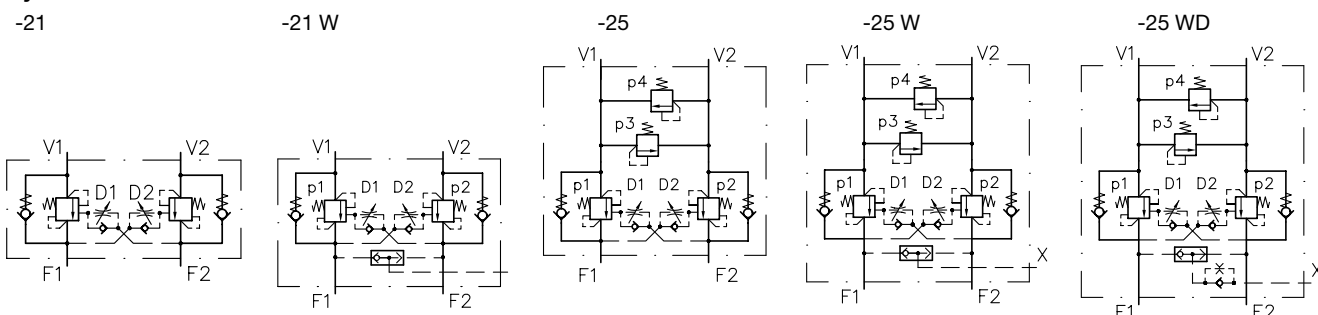 -21
-21 W
-25
-25 W
-25 WD
V1 V2
D1 D2
F1 F2
V1 V2
p1 D1 D2 p2
F1 F2
V1 V2
p4
p3
p1 D1 D2 p2
F1 F2
V1 V2
p4
p3
p1 D1 D2 p2
X
F1 F2
V1 V2
p4
p3
p1 D1 D2 p2
X
F1 F2